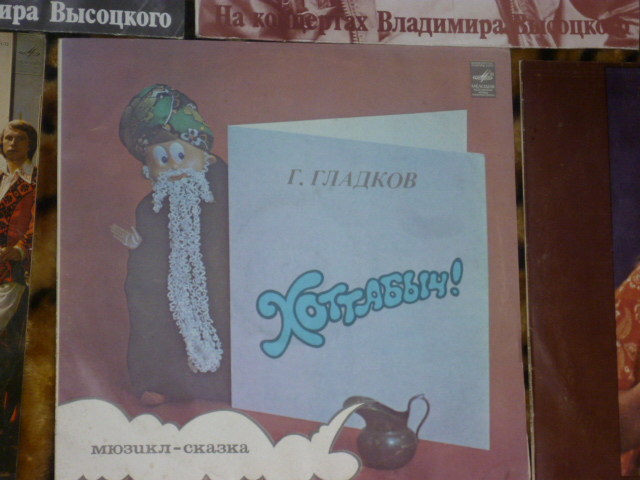 ира Высоцкого
На концертах Владимира Высоцкого
Г. ГЛАДКОВ
Хоттабыч!
мюзикл-сказка